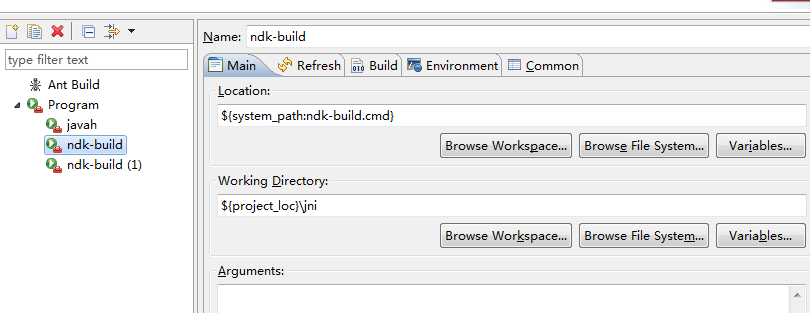 type filter text
Ant Build
Program
javah
ndk-build
ndk-build (1)
Name: ndk-build
Main Refresh Build Environment Common
Location:
${system_path:ndk-build.cmd}
Browse Workspace... Browse File System... Variables...
Working Directory:
${project_loc}\jni
Browse Workspace... Browse File System... Variables...
Arguments: